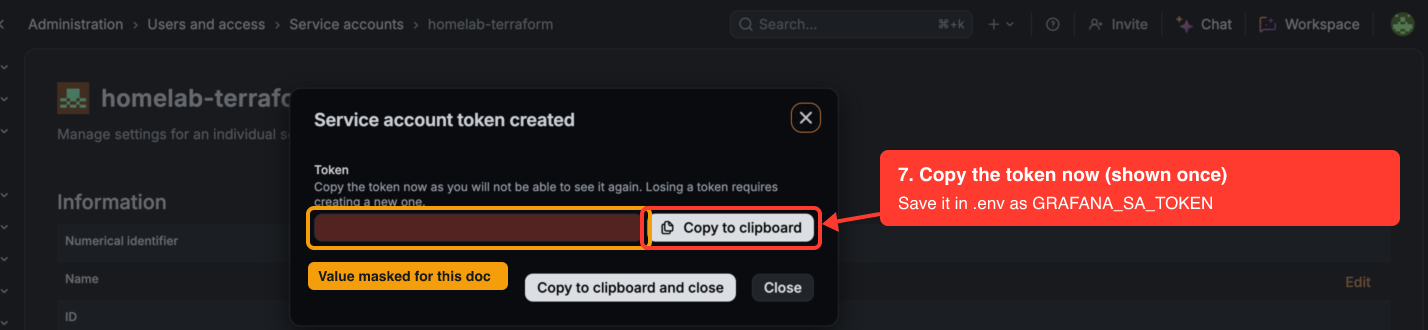 Administration › Users and access › Service accounts › homelab-terraform
Search... ⌘+k
+
Invite
Chat
Workspace
homelab-terrafo
Manage settings for an individual s
Information
Numerical identifier
Name
Edit
ID
Service account token created
Token
Copy the token now as you will not be able to see it again. Losing a token requires
creating a new one.
Copy to clipboard
Value masked for this doc
Copy to clipboard and close
Close
7. Copy the token now (shown once)
Save it in .env as GRAFANA_SA_TOKEN